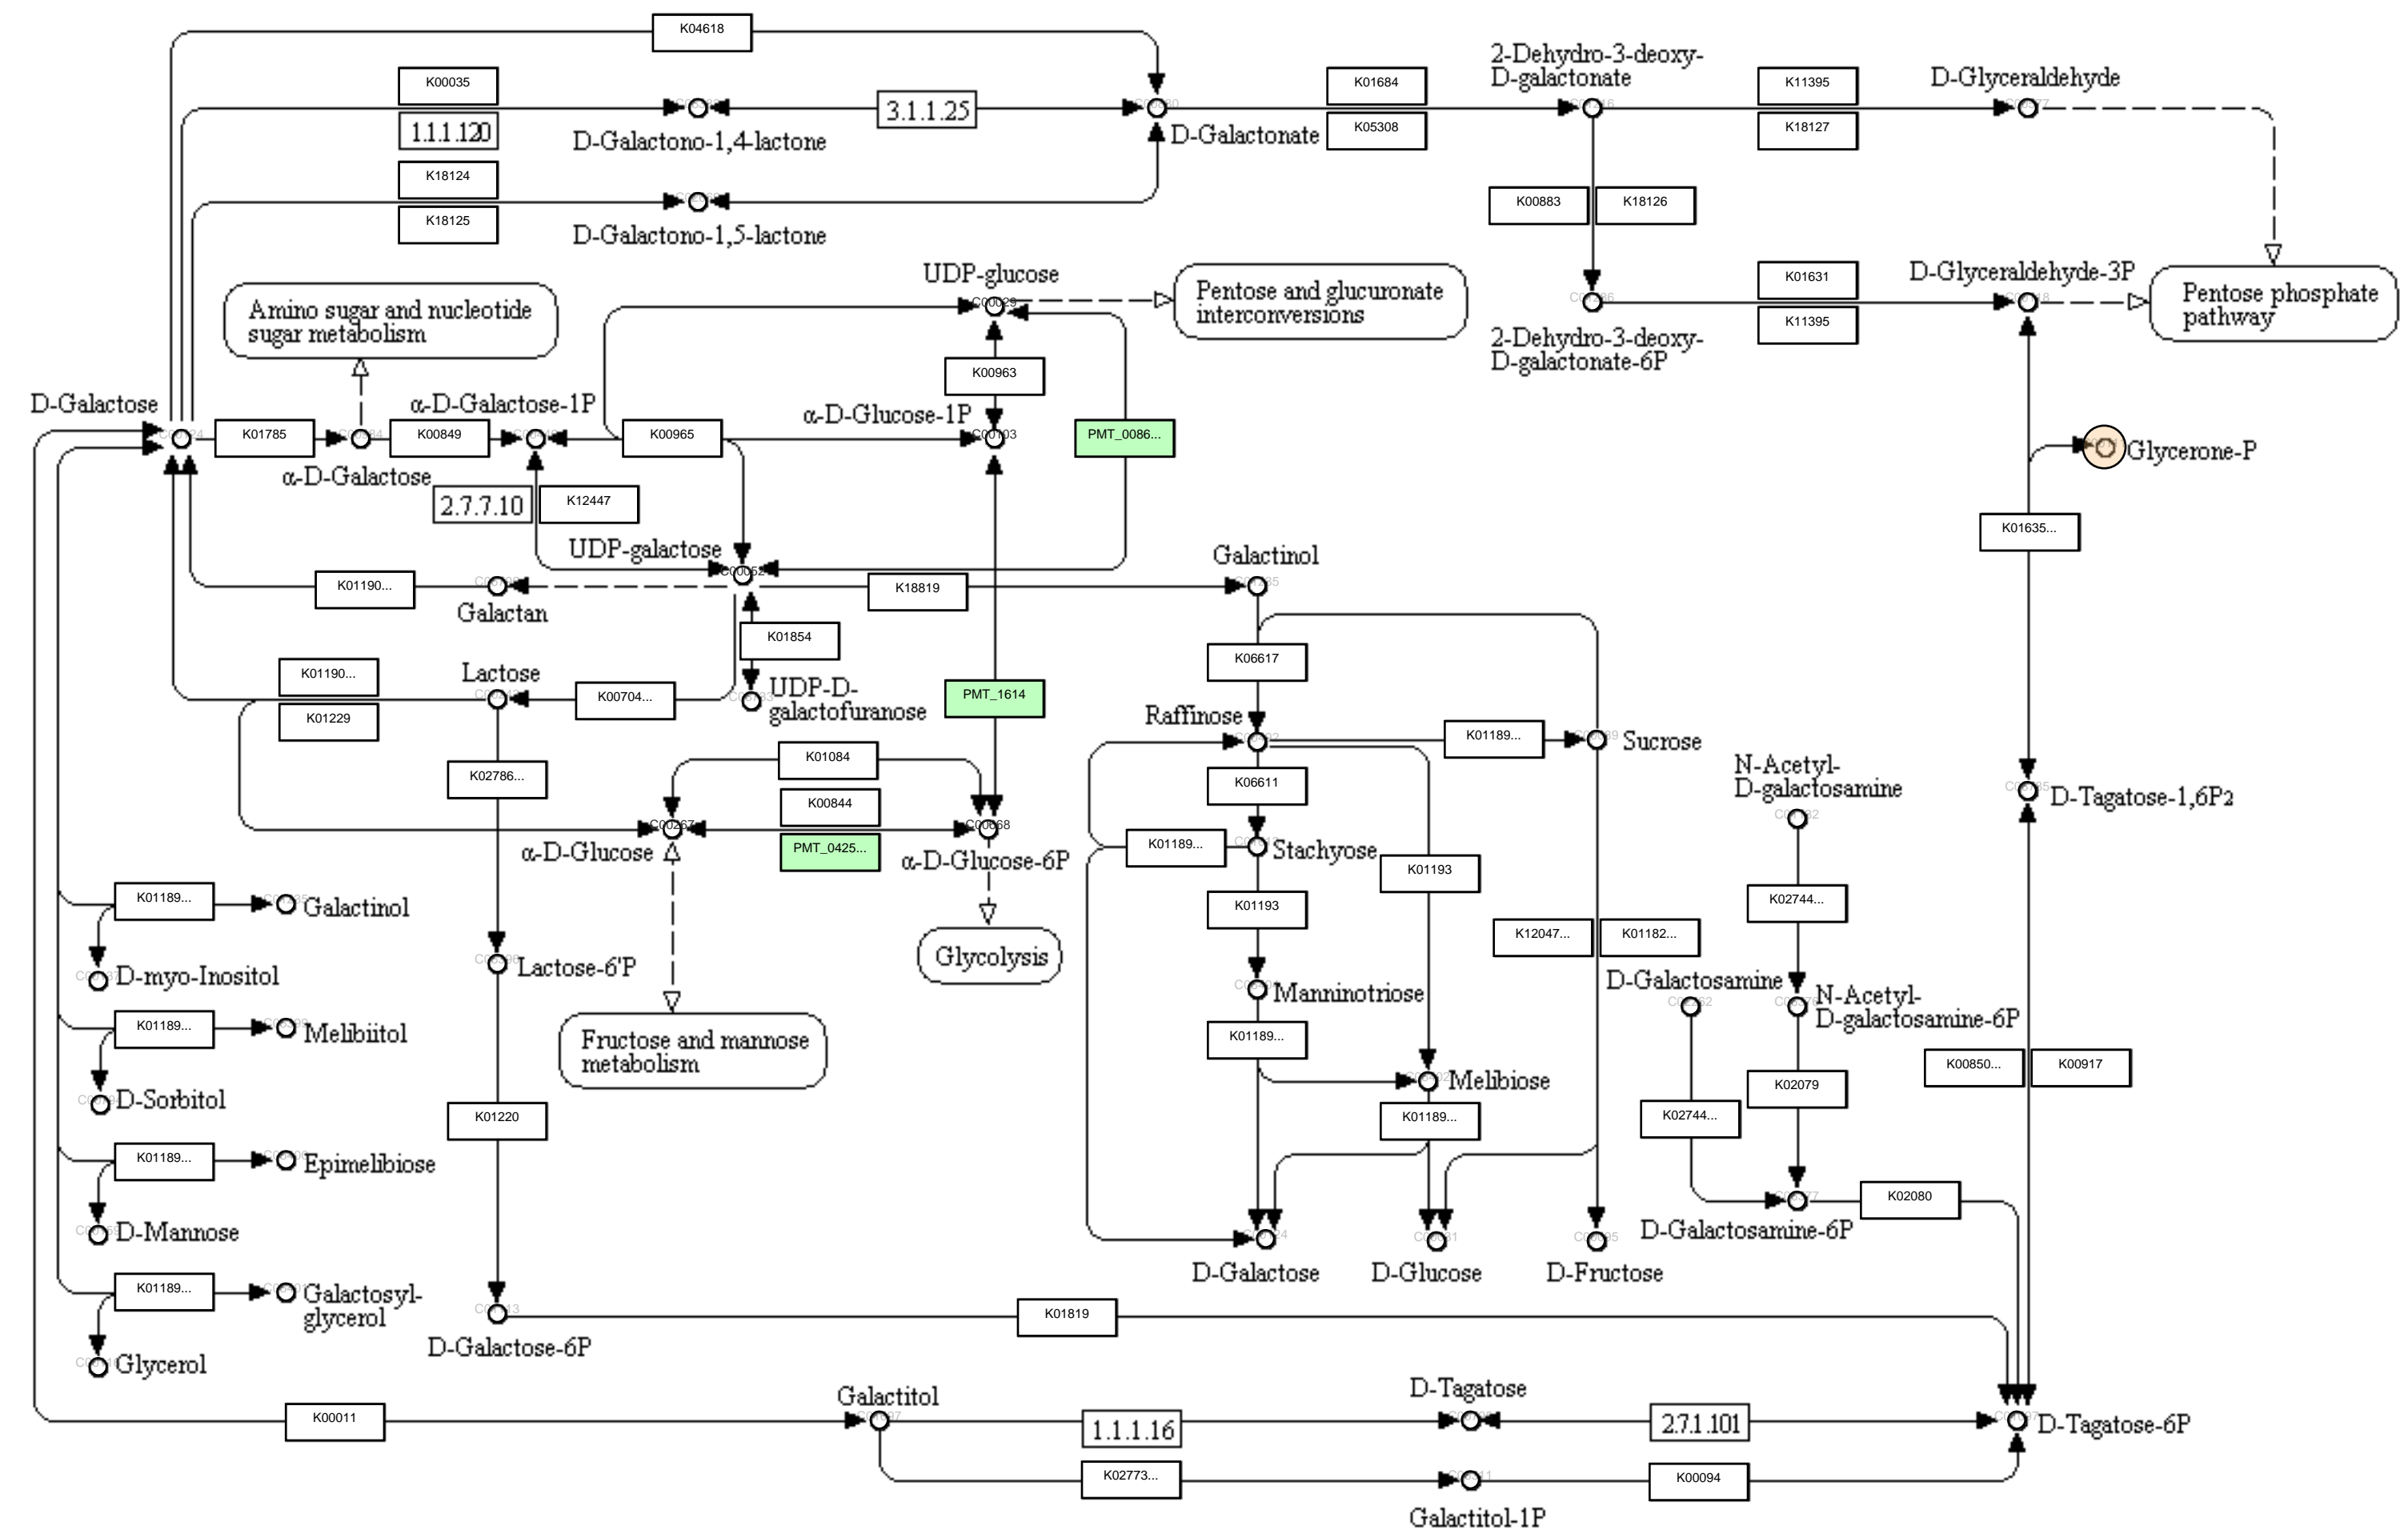 K04618
2-Dehydro-3-deoxy-
D-galactonate
K00035
1.1.1.120
3.1.1.25
K01684
K05308
K11395
K18127
D-Glyceraldehyde
D-Galactono-1,4-lactone
D-Galactonate
K18124
K18125
D-Galactono-1,5-lactone
K00883
K18126
UDP-glucose
C00029
Pentose and glucuronate
interconversions
K01631
K11395
D-Glyceraldehyde-3P
Pentose phosphate
pathway
2-Dehydro-3-deoxy-
D-galactonate-6P
Amino sugar and nucleotide
sugar metabolism
K00963
D-Galactose
α-D-Galactose-1P
α-D-Glucose-1P
K01785
K00849
K00965
C00103
PMT_0086...
Glycerone-P
α-D-Galactose
2.7.7.10
K12447
K01635...
UDP-galactose
C00052
Galactinol
K01190...
Galactan
K18819
K01854
K06617
K01190...
K01229
Lactose
K00704...
UDP-D-
galactofuranose
PMT_1614
Raffinose
K01189...
Sucrose
K01084
K02786...
K00844
PMT_0425...
C00267
α-D-Glucose
C00668
α-D-Glucose-6P
K06611
N-Acetyl-
D-galactosamine
D-Tagatose-1,6P2
K01189...
Stachyose
K01193
K01189...
Galactinol
K01193
K02744...
Glycolysis
K12047...
K01182...
D-myo-Inositol
Lactose-6'P
Manninotriose
D-Galactosamine
N-Acetyl-
D-galactosamine-6P
K01189...
Melibiitol
Fructose and mannose
metabolism
K01189...
K00850...
K00917
D-Sorbitol
K01220
Melibiose
K02079
K01189...
K02744...
K01189...
Epimelibiose
K02080
D-Mannose
D-Galactosamine-6P
D-Galactose
D-Glucose
D-Fructose
K01189...
Galactosyl-
glycerol
K01819
Glycerol
D-Galactose-6P
K00011
Galactitol
1.1.1.16
D-Tagatose
2.7.1.101
D-Tagatose-6P
K02773...
K00094
Galactitol-1P